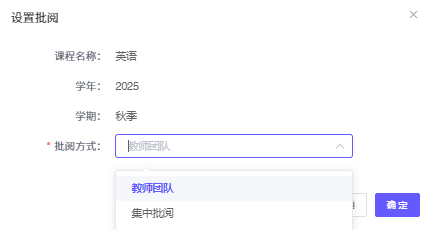 设置批阅
课程名称： 英语
学年： 2025
学期： 秋季
* 批阅方式： 教师团队
教师团队
集中批阅
确定